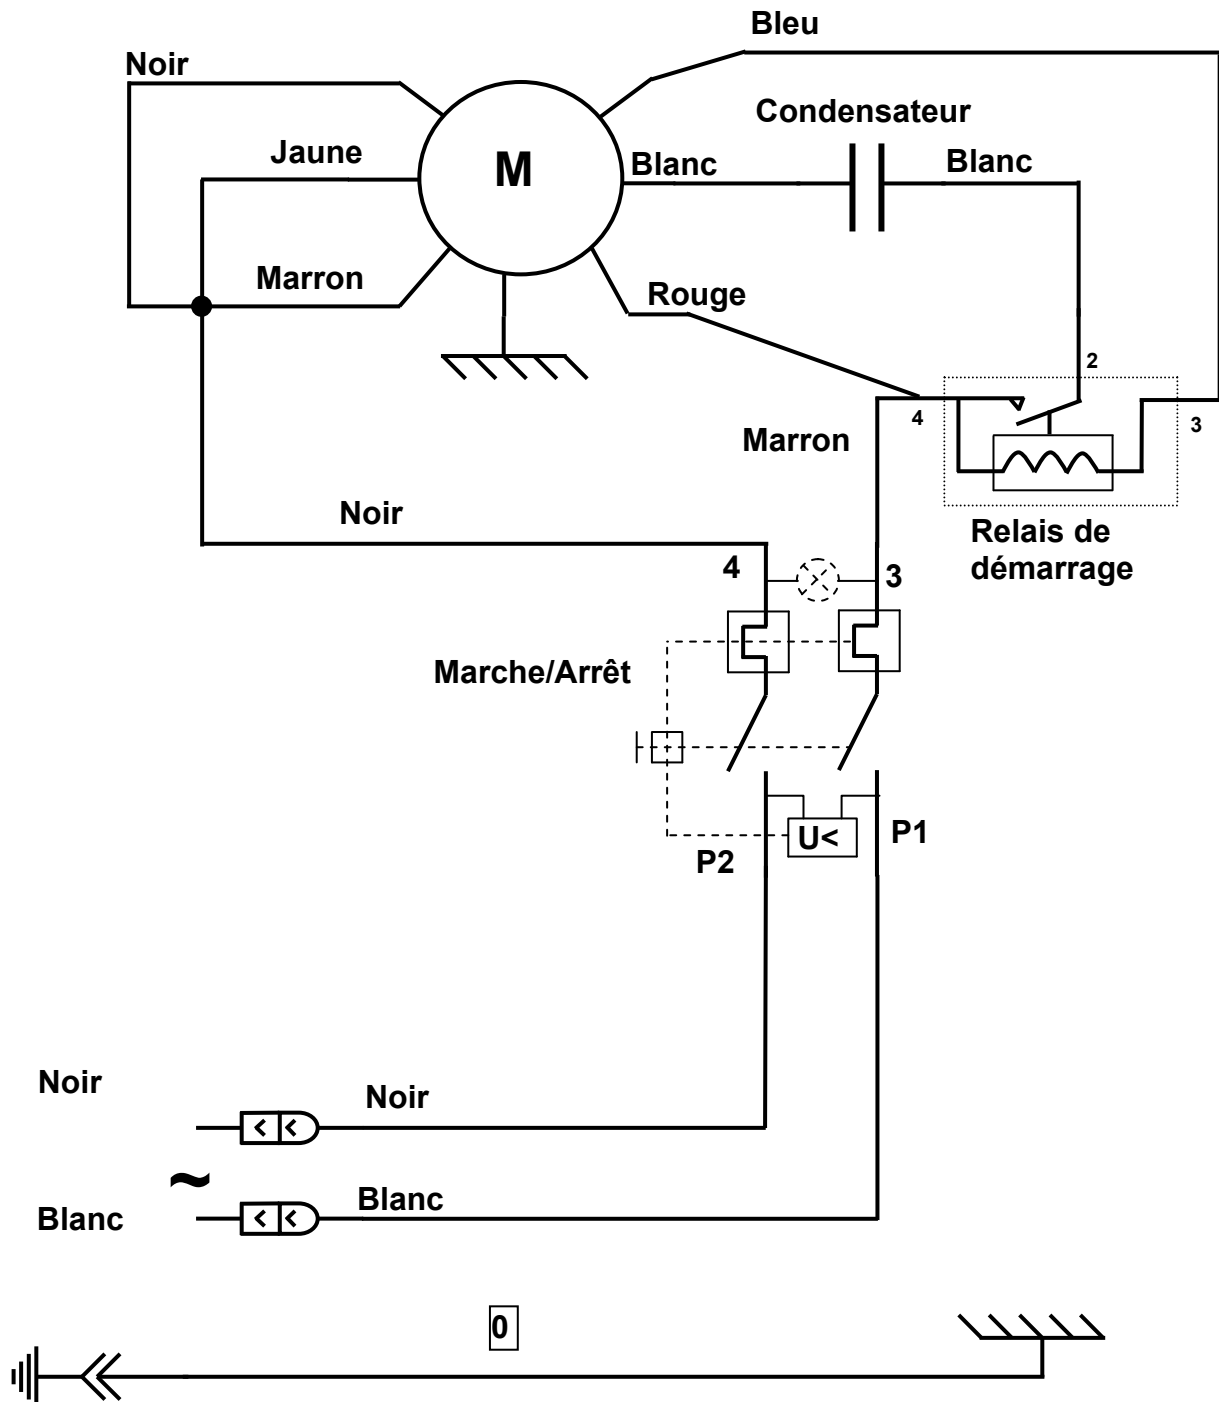 Bleu
Noir
Condensateur
Jaune
M
Blanc
Blanc
Marron
Rouge
2
4
3
Marron
Noir
Relais de
démarrage
4
3
Marche/Arrêt
U<
P1
P2
Noir
Noir
~
Blanc
Blanc
0